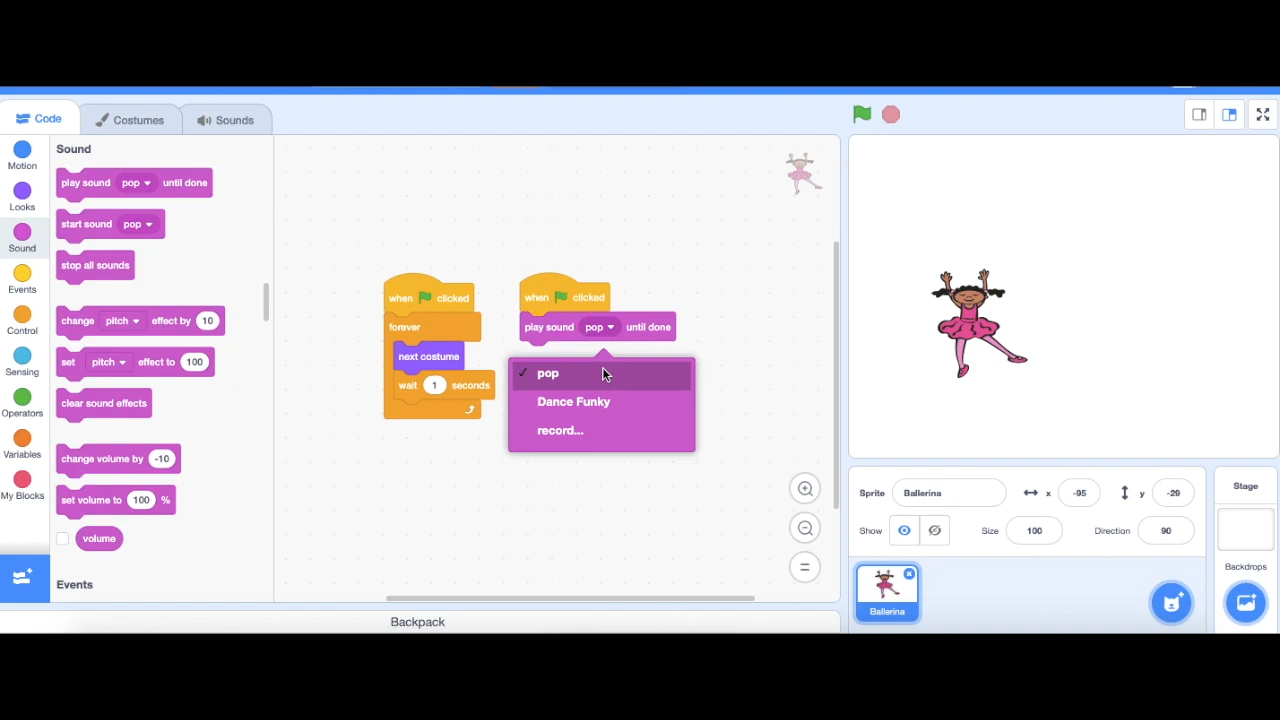 Code
Costumes
Sounds
Motion
Looks
Sound
Events
Control
Sensing
Operators
Variables
My Blocks
Sound
play sound pop until done
start sound pop
stop all sounds
change pitch effect by 10
set pitch effect to 100
clear sound effects
change volume by -10
set volume to 100 %
volume
Events
when clicked
forever
next costume
wait 1 seconds
when clicked
play sound pop until done
✓ pop
Dance Funky
record...
Backpack
Sprite Ballerina x -95 y -29
Show Size 100 Direction 90
Ballerina
Stage
Backdrops